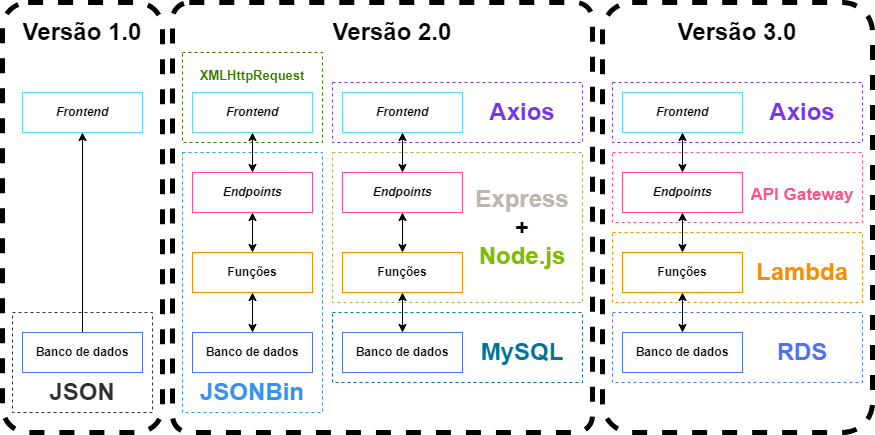 Versão 1.0
Frontend
Banco de dados
JSON
Versão 2.0
XMLHttpRequest
Frontend
Endpoints
Funções
Banco de dados
JSONBin
Frontend
Axios
Endpoints
Express
+
Node.js
Funções
Banco de dados
MySQL
Versão 3.0
Frontend
Axios
Endpoints
API Gateway
Funções
Lambda
Banco de dados
RDS